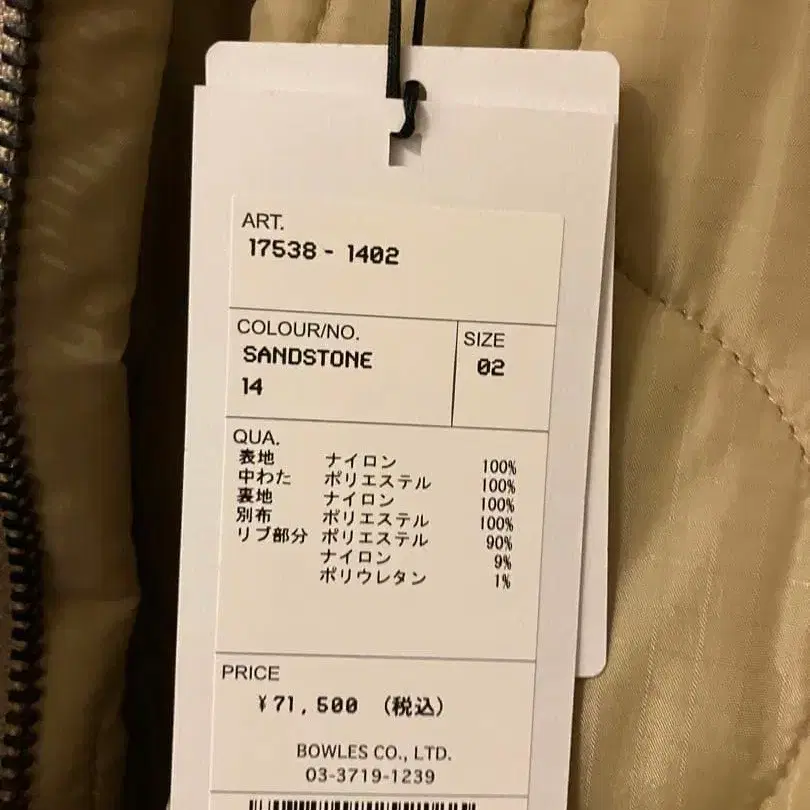 ART.
17538 - 1402
COLOUR/NO.
SANDSTONE
14
SIZE
02
QUA.
表地 ナイロン 100%
中わた ポリエステル 100%
裏地 ナイロン 100%
別布 ポリエステル 100%
リブ部分 ポリエステル 90%
ナイロン 9%
ポリウレタン 1%
PRICE
¥71,500 (税込)
BOWLES CO., LTD.
03-3719-1239